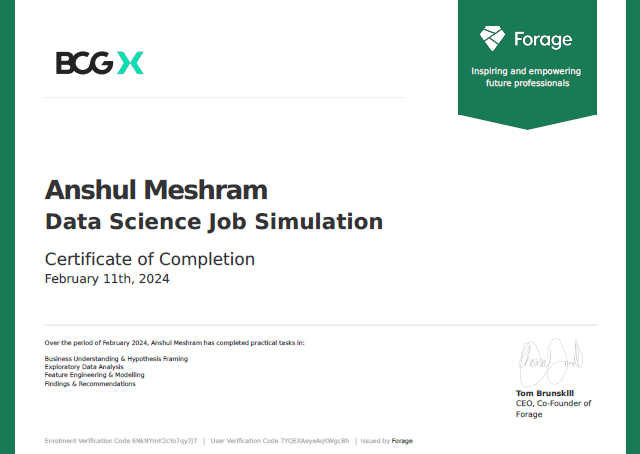 BCG X
Forage
Inspiring and empowering
future professionals
Anshul Meshram
Data Science Job Simulation
Certificate of Completion
February 11th, 2024
Over the period of February 2024, Anshul Meshram has completed practical tasks in:
Business Understanding & Hypothesis Framing
Exploratory Data Analysis
Feature Engineering & Modelling
Findings & Recommendations
Tom Brunskill
CEO, Co-Founder of
Forage
Enrolment Verification Code 6NkNYmK2cYo7qy7J7 | User Verification Code 7YQEXAeyeAqKWgcBh | Issued by Forage